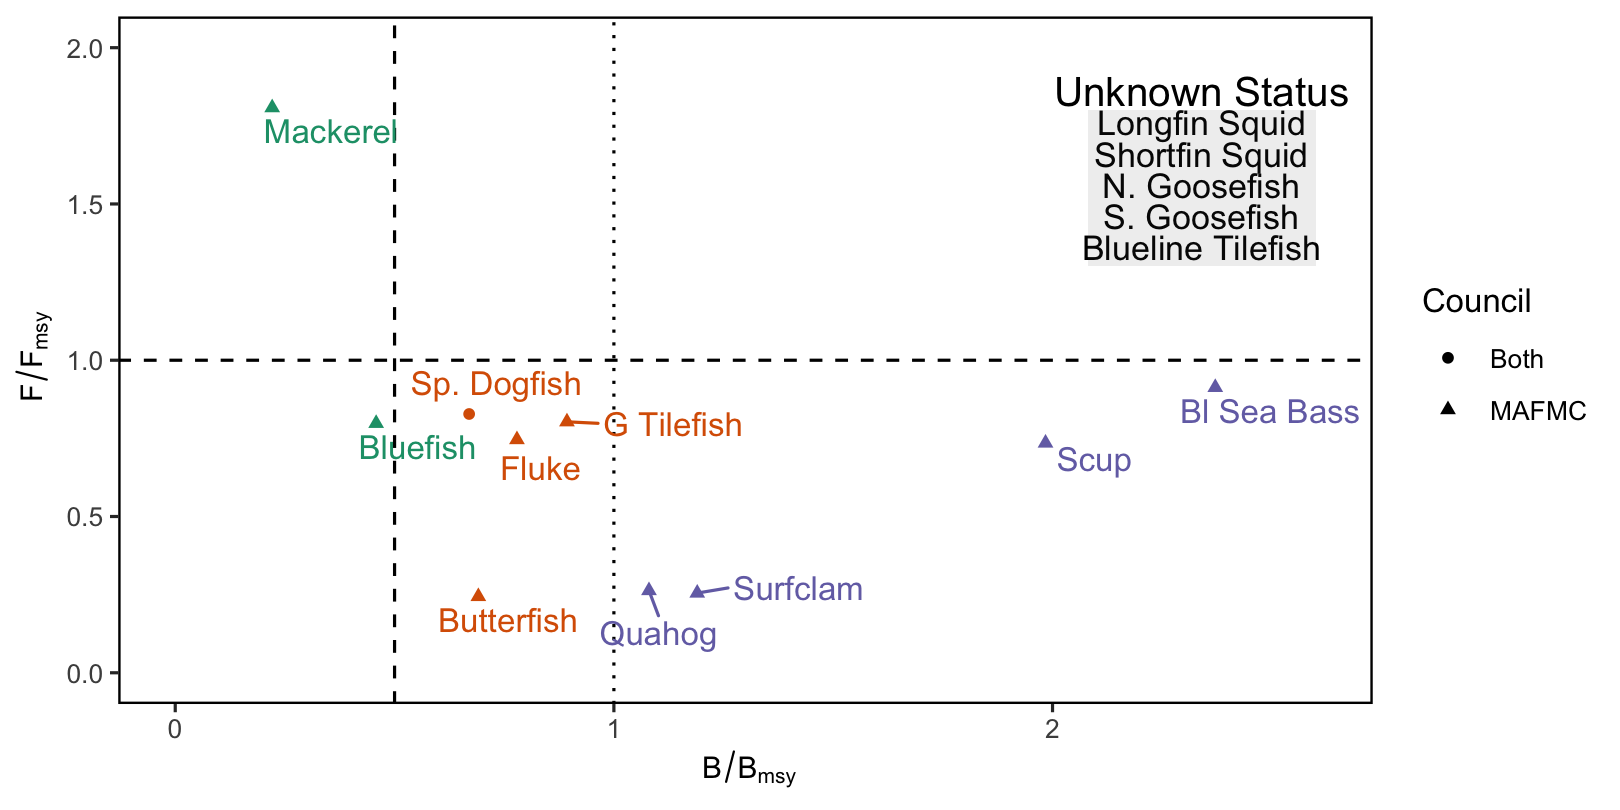 2.0
1.5
1.0
0.5
0.0
F/Fmsy
Mackerel
Unknown Status
Longfin Squid
Shortfin Squid
N. Goosefish
S. Goosefish
Blueline Tilefish
Sp. Dogfish
Bluefish
G Tilefish
Fluke
Bl Sea Bass
Scup
Butterfish
Surfclam
Quahog
0
1
2
B/Bmsy
Council
Both
MAFMC